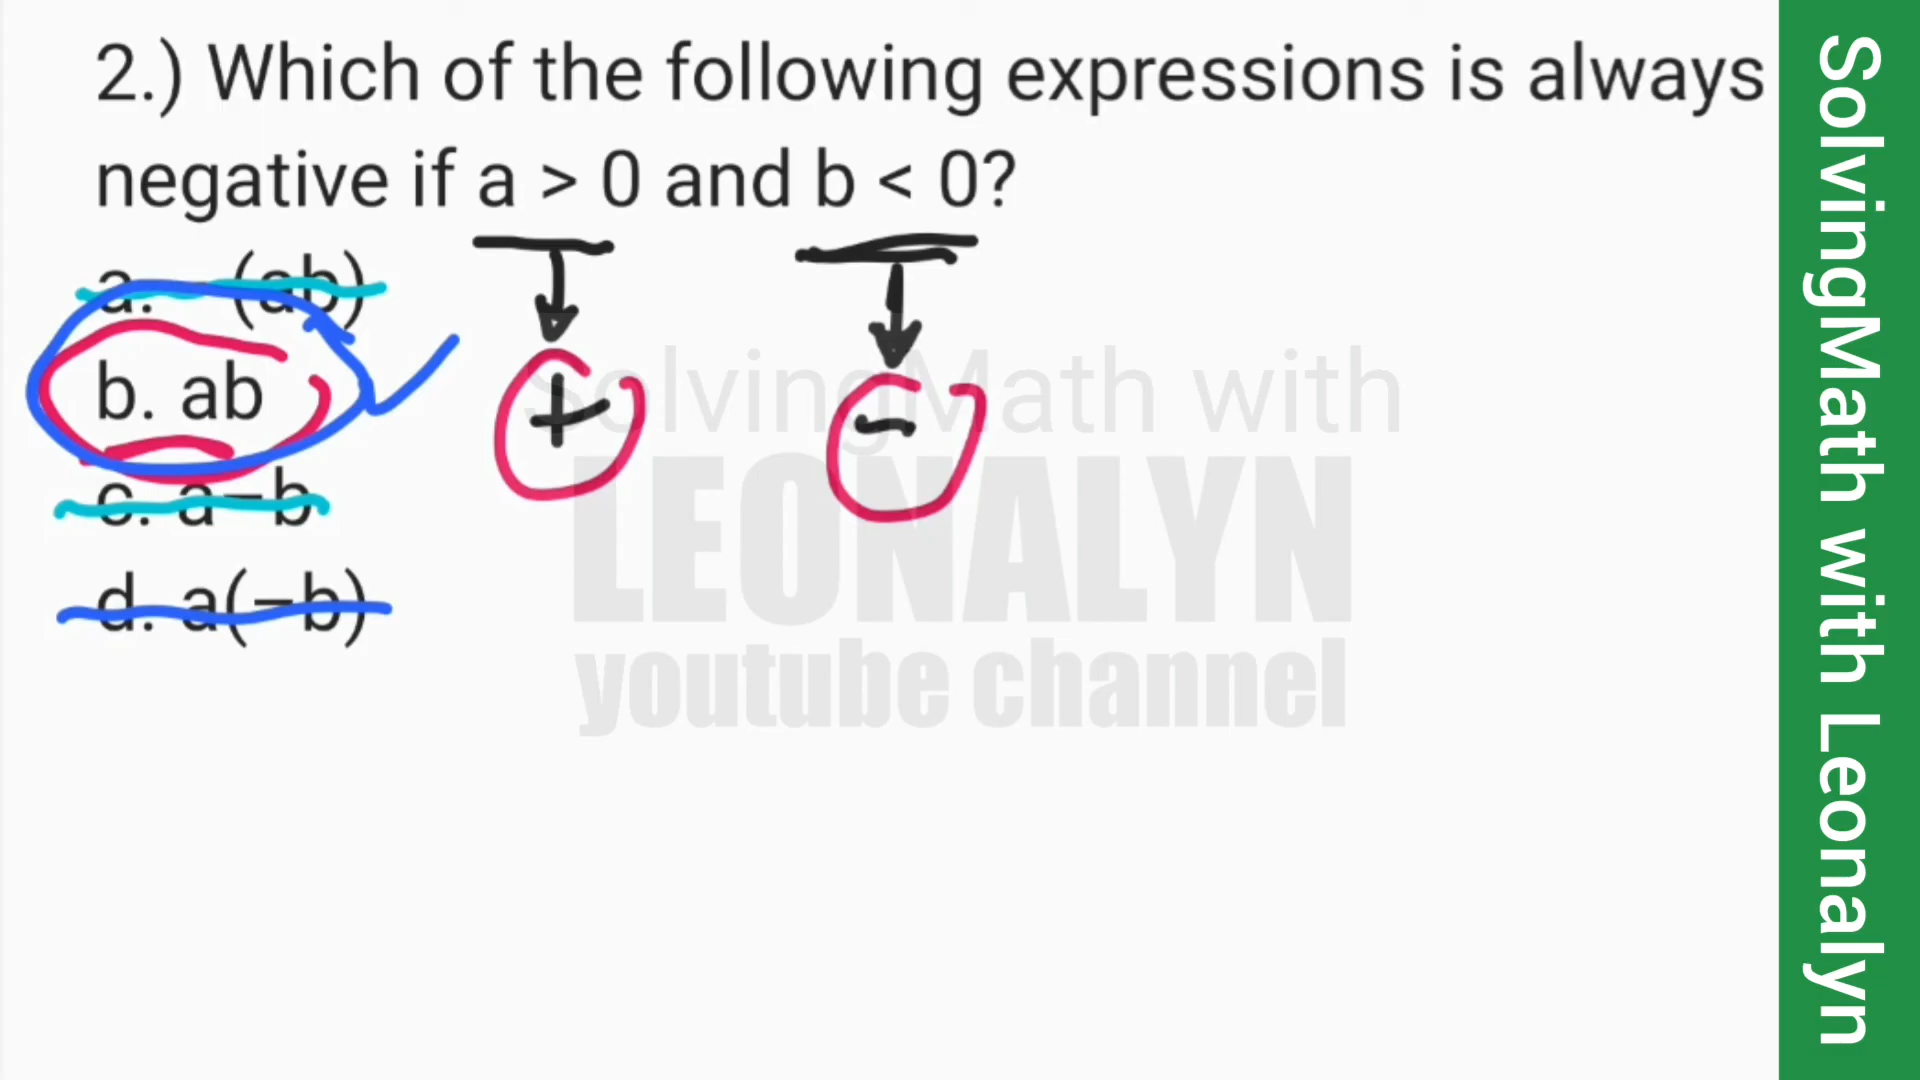 2.) Which of the following expressions is always
negative if a > 0 and b < 0?
a. −(ab)
b. ab
c. a−b
d. a(−b)
+
−
SolvingMath with
LEONALYN
youtube channel
SolvingMath with Leonalyn